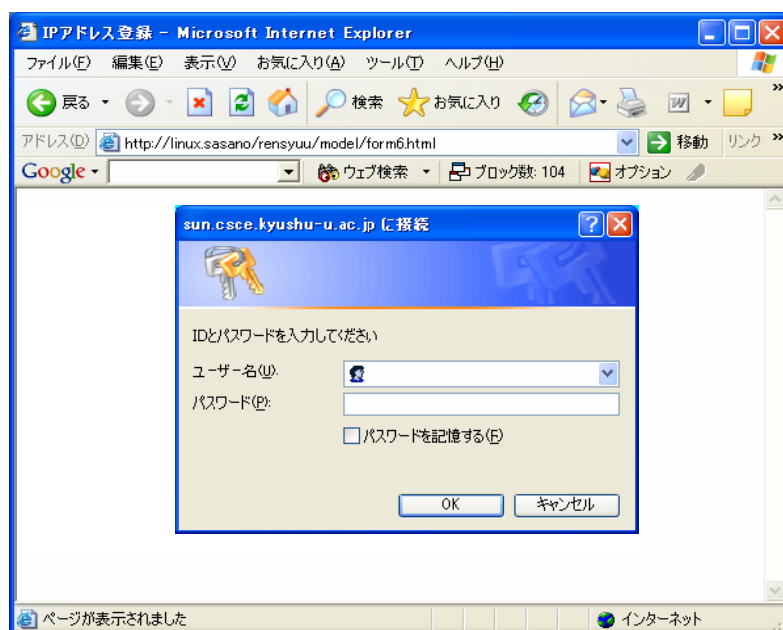 IPアドレス登録 - Microsoft Internet Explorer
ファイル(F) 編集(E) 表示(V) お気に入り(A) ツール(T) ヘルプ(H)
戻る 検索 お気に入り »
アドレス(D) http://linux.sasano/rensyuu/model/form6.html 移動 リンク »
Google ウェブ検索 ブロック数: 104 オプション
sun.csce.kyushu-u.ac.jp に接続
IDとパスワードを入力してください
ユーザー名(U):
パスワード(P):
パスワードを記憶する(F)
OK キャンセル
ページが表示されました インターネット